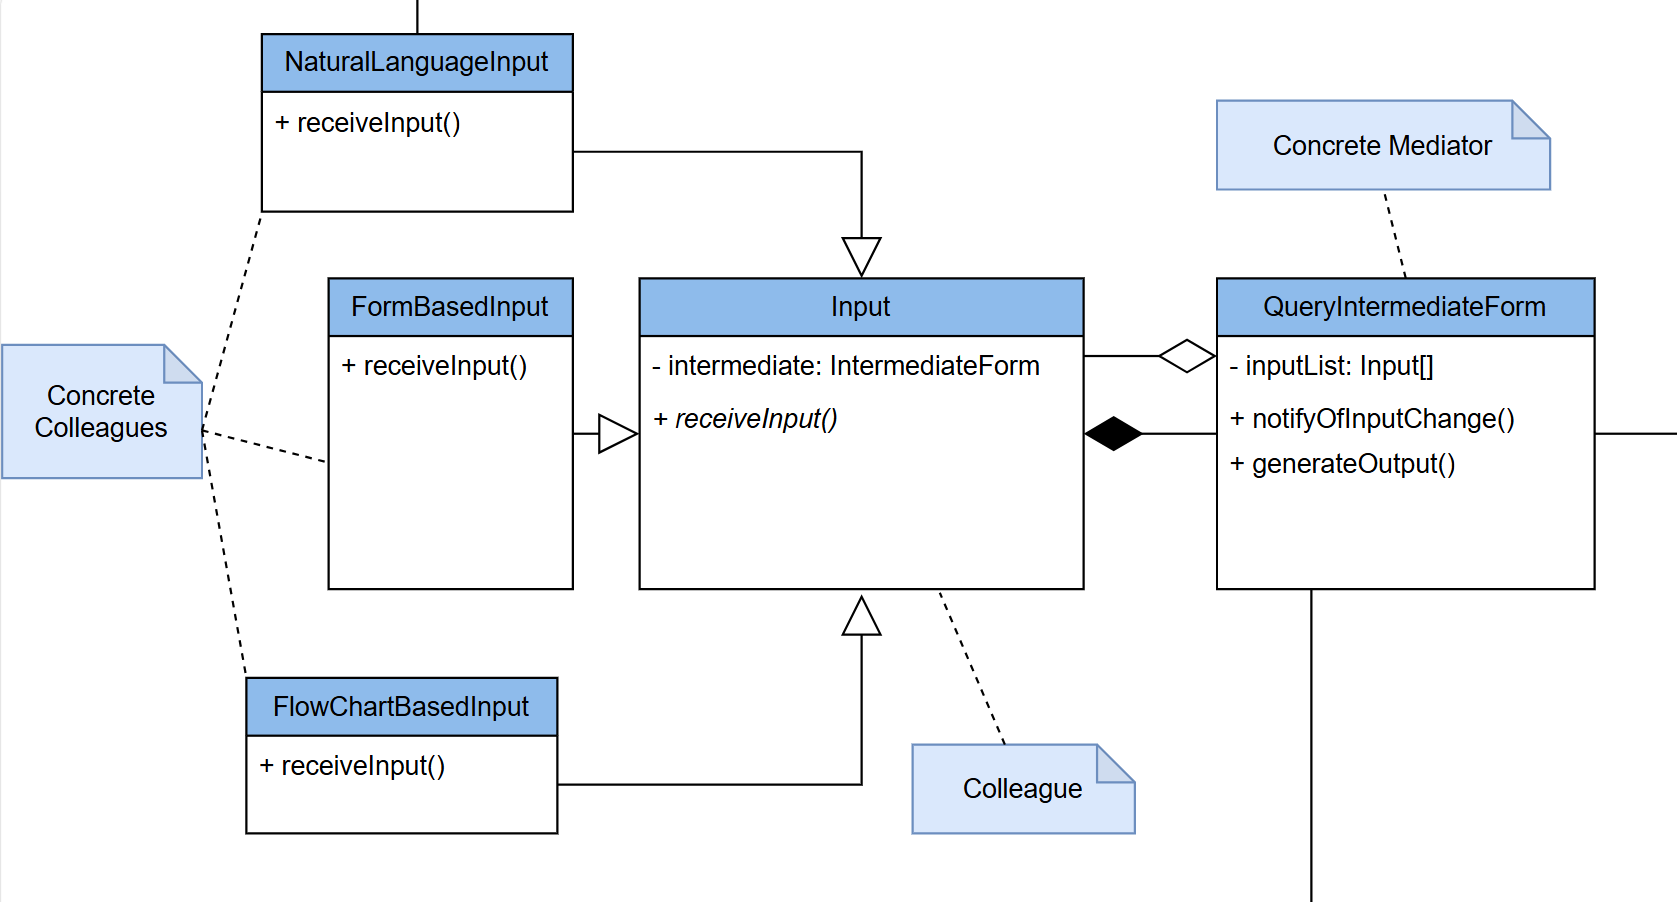 NaturalLanguageInput
+ receiveInput()
Concrete Mediator
FormBasedInput
+ receiveInput()
Input
- intermediate: IntermediateForm
+ receiveInput()
QueryIntermediateForm
- inputList: Input[]
+ notifyOfInputChange()
+ generateOutput()
Concrete
Colleagues
FlowChartBasedInput
+ receiveInput()
Colleague